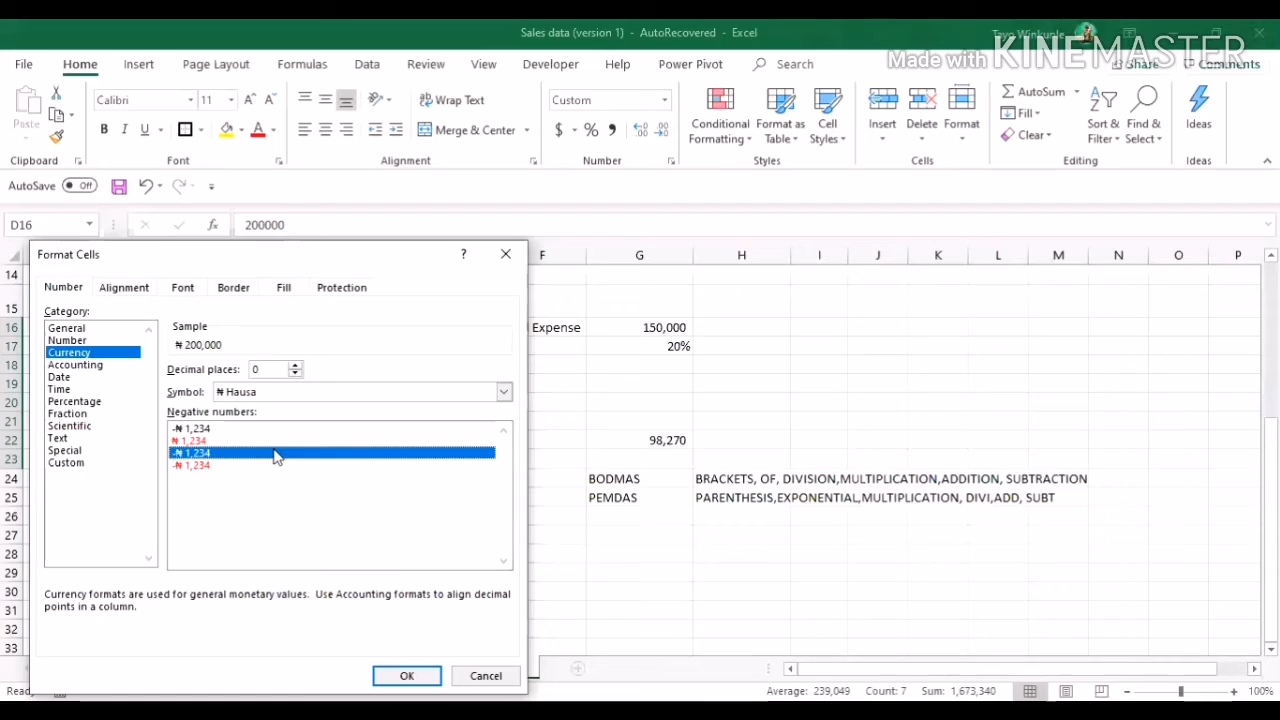 Sales data (version 1) - AutoRecovered - Excel
Made with KINEMASTER
File Home Insert Page Layout Formulas Data Review View Developer Help Power Pivot Search Share Comments
Calibri 11 Wrap Text Custom AutoSum
Paste Fill
B I U Merge & Center $ % , Conditional Formatting Format as Table Cell Styles Insert Delete Format Clear Sort & Filter Find & Select Ideas
Clipboard Font Alignment Number Styles Cells Editing Ideas
AutoSave Off
D16 fx 200000
Format Cells ?
F G H I J K L M N O P
Number Alignment Font Border Fill Protection
Category:
General
Number
Currency
Accounting
Date
Time
Percentage
Fraction
Scientific
Text
Special
Custom
Sample
₦ 200,000
Decimal places: 0
Symbol: ₦ Hausa
Negative numbers:
-₦ 1,234
₦ 1,234
-₦ 1,234
-₦ 1,234
Currency formats are used for general monetary values. Use Accounting formats to align decimal
points in a column.
OK Cancel
14
15
16 Expense 150,000
17 20%
18
19
20
21
22 98,270
23
24 BODMAS BRACKETS, OF, DIVISION,MULTIPLICATION,ADDITION, SUBTRACTION
25 PEMDAS PARENTHESIS,EXPONENTIAL,MULTIPLICATION, DIVI,ADD, SUBT
26
27
28
29
30
31
32
33
Average: 239,049 Count: 7 Sum: 1,673,340 100%